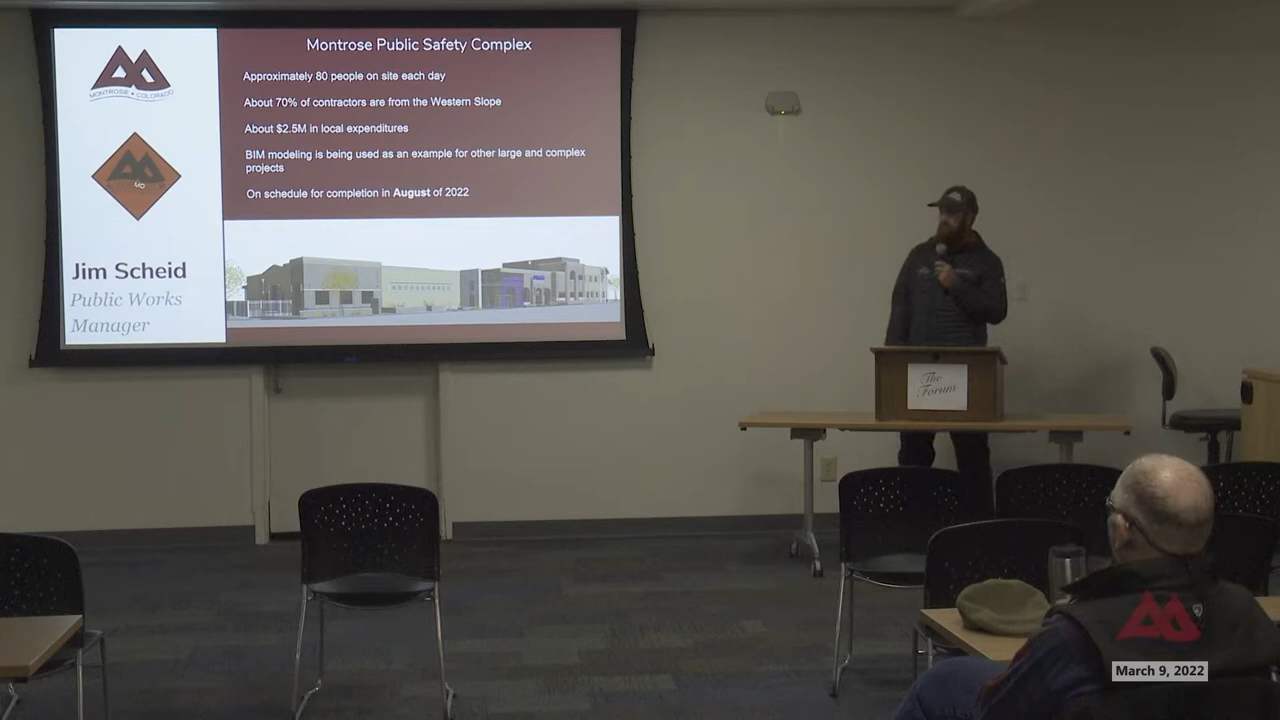 Montrose Public Safety Complex
Approximately 80 people on site each day
About 70% of contractors are from the Western Slope
About $2.5M in local expenditures
BIM modeling is being used as an example for other large and complex
projects
On schedule for completion in August of 2022
MONTROSE COLORADO
MO
Jim Scheid
Public Works
Manager
The
Forum
March 9, 2022